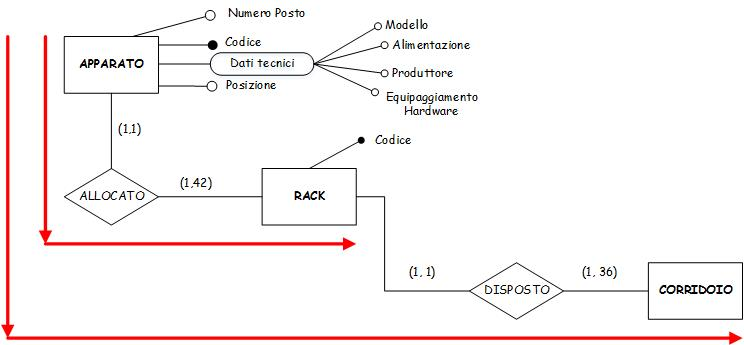 Numero Posto
Modello
Codice
Alimentazione
APPARATO
Dati tecnici
Produttore
Posizione
Equipaggiamento
Hardware
(1,1)
Codice
ALLOCATO
(1,42)
RACK
(1, 1)
(1, 36)
DISPOSTO
CORRIDOIO